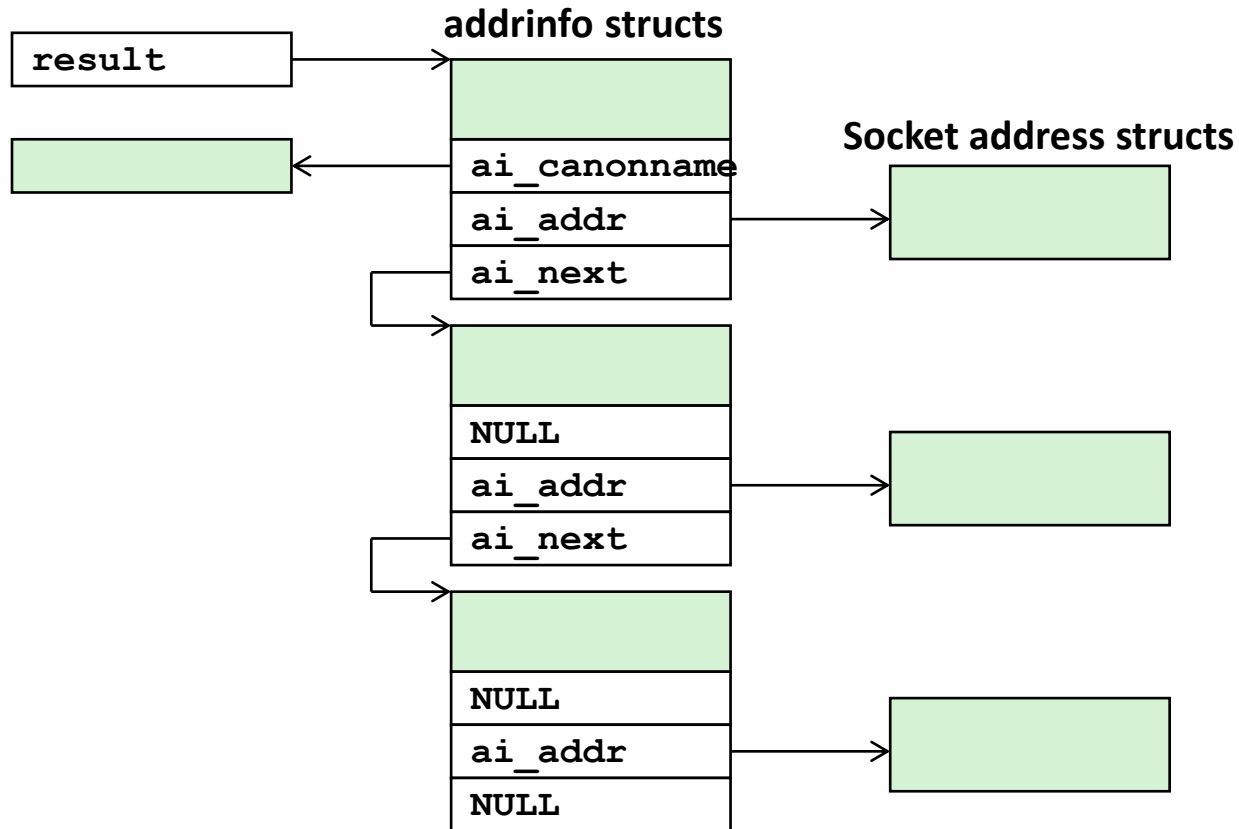 addrinfo structs
result
Socket address structs
ai_canonname
ai_addr
ai_next
NULL
ai_addr
ai_next
NULL
ai_addr
NULL